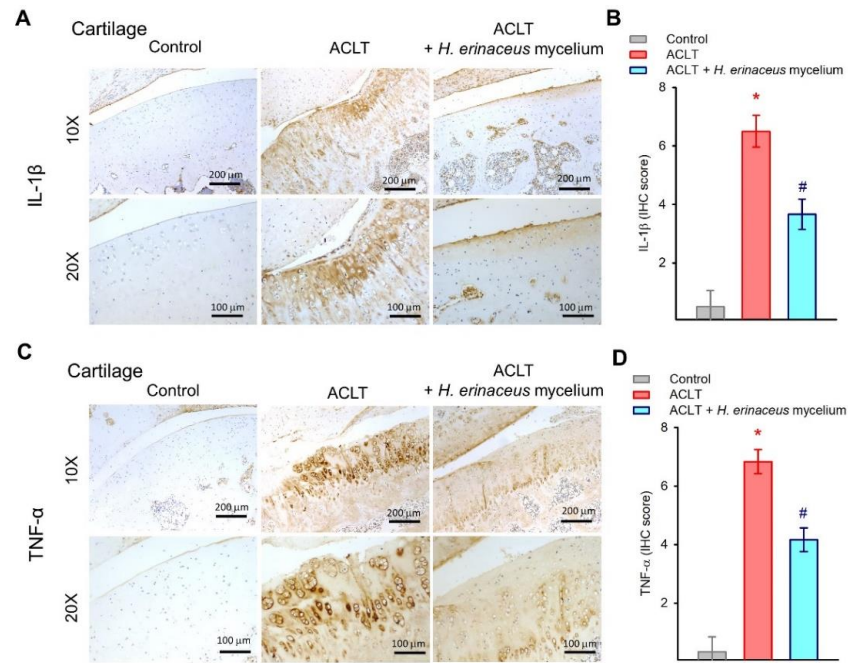 A
Cartilage
Control
ACLT
ACLT
+ H. erinaceus mycelium
IL-1β
10X
200 μm
200 μm
200 μm
20X
100 μm
100 μm
100 μm
B
Control
ACLT
ACLT + H. erinaceus mycelium
IL-1β (IHC score)
8
6
4
2
*
#
C
Cartilage
Control
ACLT
ACLT
+ H. erinaceus mycelium
TNF-α
10X
200 μm
200 μm
200 μm
20X
100 μm
100 μm
100 μm
D
Control
ACLT
ACLT + H. erinaceus mycelium
TNF-α (IHC score)
8
6
4
2
*
#